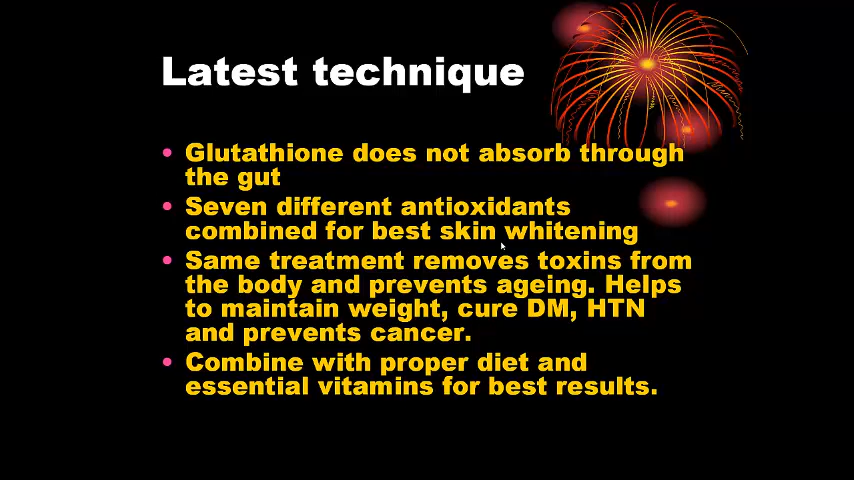 Latest technique
• Glutathione does not absorb through
the gut
• Seven different antioxidants
combined for best skin whitening
• Same treatment removes toxins from
the body and prevents ageing. Helps
to maintain weight, cure DM, HTN
and prevents cancer.
• Combine with proper diet and
essential vitamins for best results.